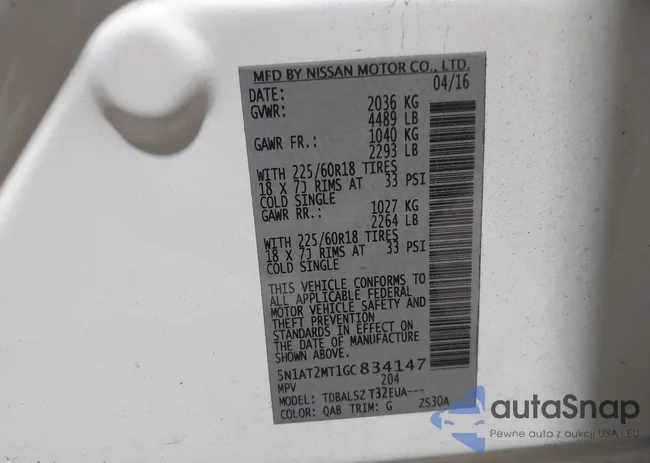 MFD BY NISSAN MOTOR CO., LTD.
DATE: 04/16
GVWR: 2036 KG
4489 LB
GAWR FR.: 1040 KG
2293 LB
WITH 225/60R18 TIRES
18 X 7J RIMS AT 33 PSI
COLD SINGLE
GAWR RR.: 1027 KG
2264 LB
WITH 225/60R18 TIRES
18 X 7J RIMS AT 33 PSI
COLD SINGLE
THIS VEHICLE CONFORMS TO
ALL APPLICABLE FEDERAL
MOTOR VEHICLE SAFETY AND
THEFT PREVENTION
STANDARDS IN EFFECT ON
THE DATE OF MANUFACTURE
SHOWN ABOVE.
5N1AT2MT1GC834147
MPV 204
MODEL: TDBALSZ T32EUA---
COLOR: QAB TRIM: G ZS30A
autaSnap
Pewne auta z aukcji USA i EU